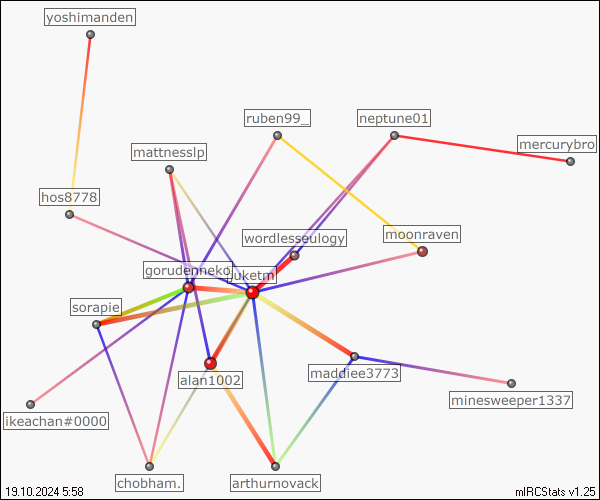 yoshimanden
ruben99_
neptune01
mercurybro
mattnesslp
hos8778
wordlesseulogy
moonraven
gorudenneko
juketm
sorapie
maddiee3773
alan1002
minesweeper1337
ikeachan#0000
chobham.
arthurnovack
19.10.2024 5:58
mIRCStats v1.25